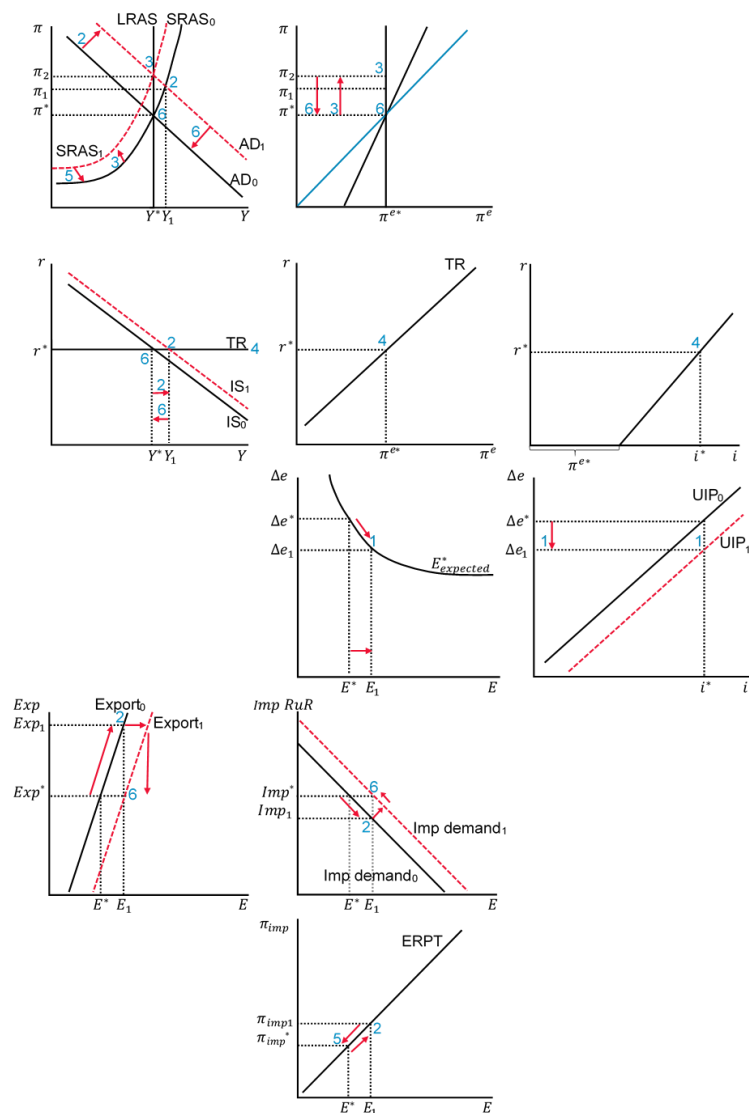 π LRAS SRAS₀
2
3
π₂
2
π₁
π*
6
6
SRAS₁
AD₁
5
3
AD₀
Y* Y₁ Y
π
π₂
3
π₁
π*
6
3
6
π^e* π^e
r
2
r*
TR 4
6
2
IS₁
6
IS₀
Y* Y₁ Y
r
TR
4
r*
π^e* π^e
r
4
r*
i* i
π^e*
Δe
Δe*
1
Δe₁
E*expected
E* E₁ E
Δe
UIP₀
Δe*
1
1
Δe₁
UIP₁
i* i
Exp
Export₀
Exp₁
2
Export₁
Exp*
6
E* E₁ E
Imp RuR
6
Imp*
Imp₁
2
Imp demand₁
Imp demand₀
E* E₁ E
π_imp
ERPT
π_imp1
2
π_imp*
5
E* E₁ E